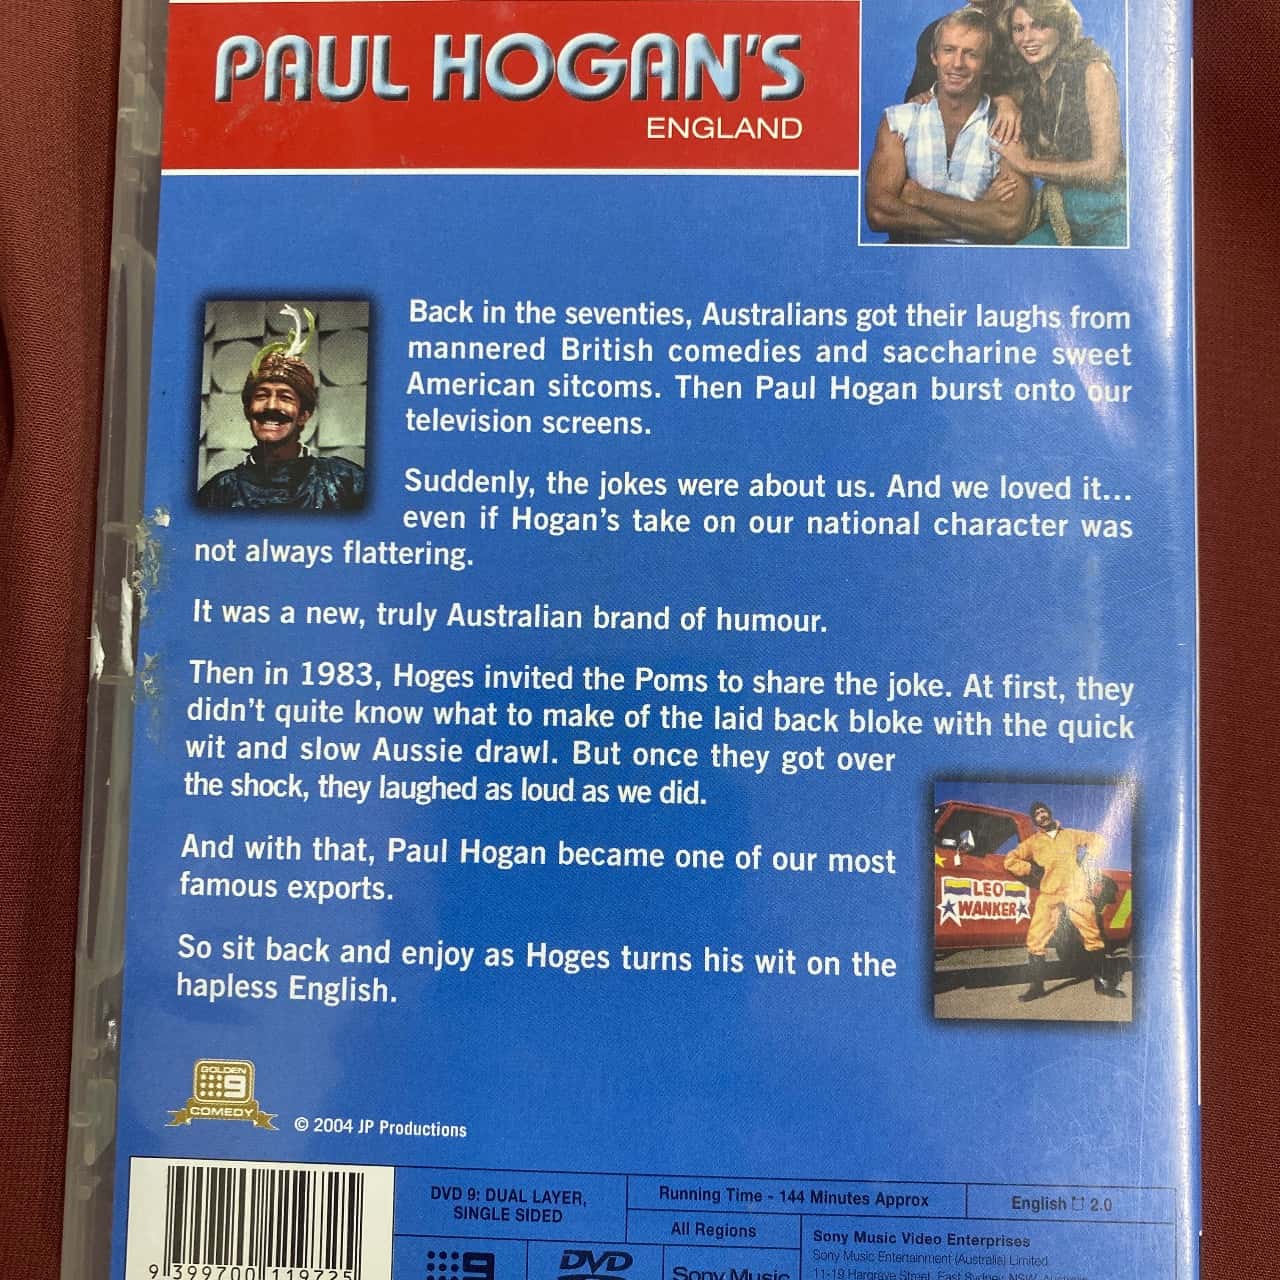 PAUL HOGAN'S
ENGLAND
Back in the seventies, Australians got their laughs from
mannered British comedies and saccharine sweet
American sitcoms. Then Paul Hogan burst onto our
television screens.
Suddenly, the jokes were about us. And we loved it...
even if Hogan's take on our national character was
not always flattering.
It was a new, truly Australian brand of humour.
Then in 1983, Hoges invited the Poms to share the joke. At first, they
didn't quite know what to make of the laid back bloke with the quick
wit and slow Aussie drawl. But once they got over
the shock, they laughed as loud as we did.
And with that, Paul Hogan became one of our most
famous exports.
So sit back and enjoy as Hoges turns his wit on the
hapless English.
LEO
WANKER
GOLDEN
9
COMEDY
© 2004 JP Productions
DVD 9: DUAL LAYER,
SINGLE SIDED
Running Time - 144 Minutes Approx
English 2.0
All Regions
Sony Music Video Enterprises
Sony Music Entertainment (Australia) Limited
11-19 Hargrave Street, East Sydney, NSW,
9
DVD
Sony Music
9 399700 119725